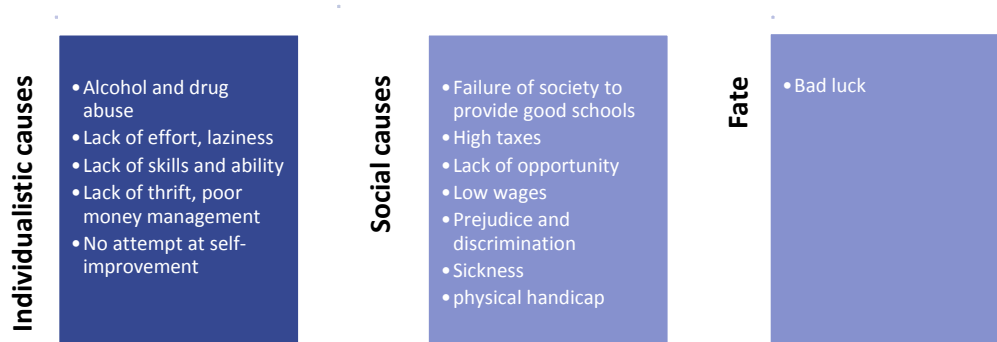 Individualistic causes
• Alcohol and drug
abuse
• Lack of effort, laziness
• Lack of skills and ability
• Lack of thrift, poor
money management
• No attempt at self-
improvement
Social causes
• Failure of society to
provide good schools
• High taxes
• Lack of opportunity
• Low wages
• Prejudice and
discrimination
• Sickness
• physical handicap
Fate
• Bad luck